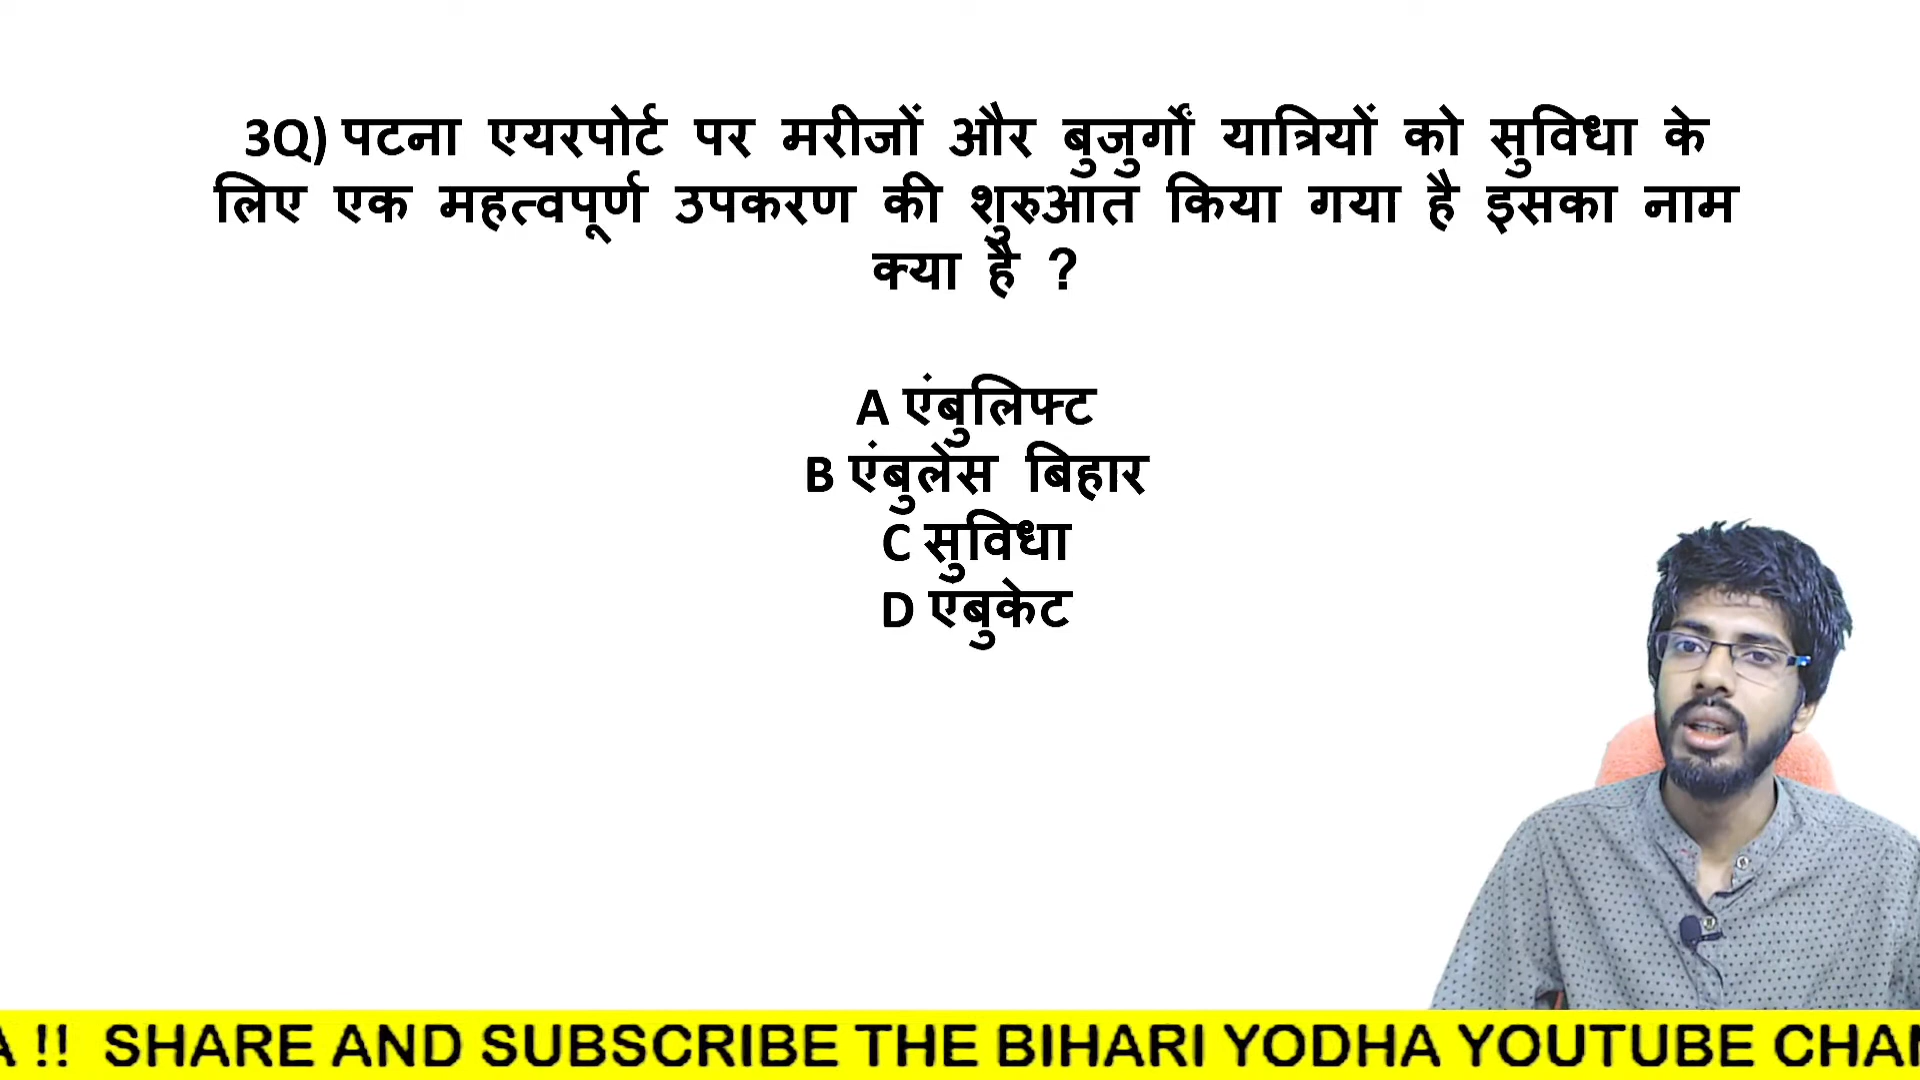 3Q) पटना एयरपोर्ट पर मरीजों और बुजुर्गों यात्रियों को सुविधा के
लिए एक महत्वपूर्ण उपकरण की शुरुआत किया गया है इसका नाम
क्या है ?
A एंबुलिफ्ट
B एंबुलेंस बिहार
C सुविधा
D एंबुकेट
A !! SHARE AND SUBSCRIBE THE BIHARI YODHA YOUTUBE